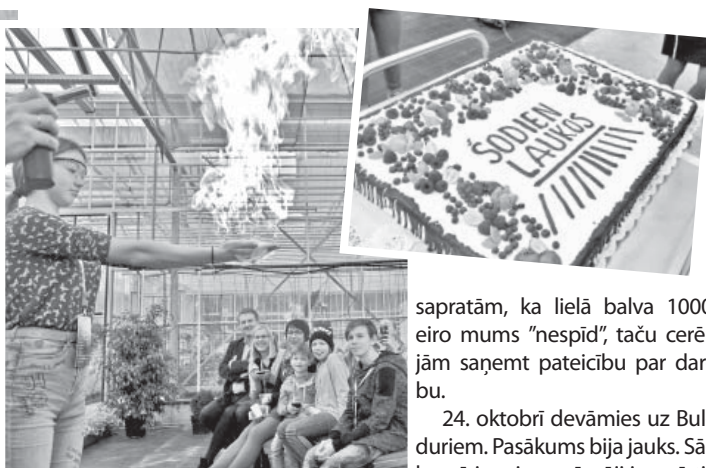 ŠODIEN
LAUKOS
sapratām, ka lielā balva 1000
eiro mums "nespīd", taču cerē-
jām saņemt pateicību par dar-
bu.
24. oktobrī devāmies uz Bul-
duriem. Pasākums bija jauks. Sā-